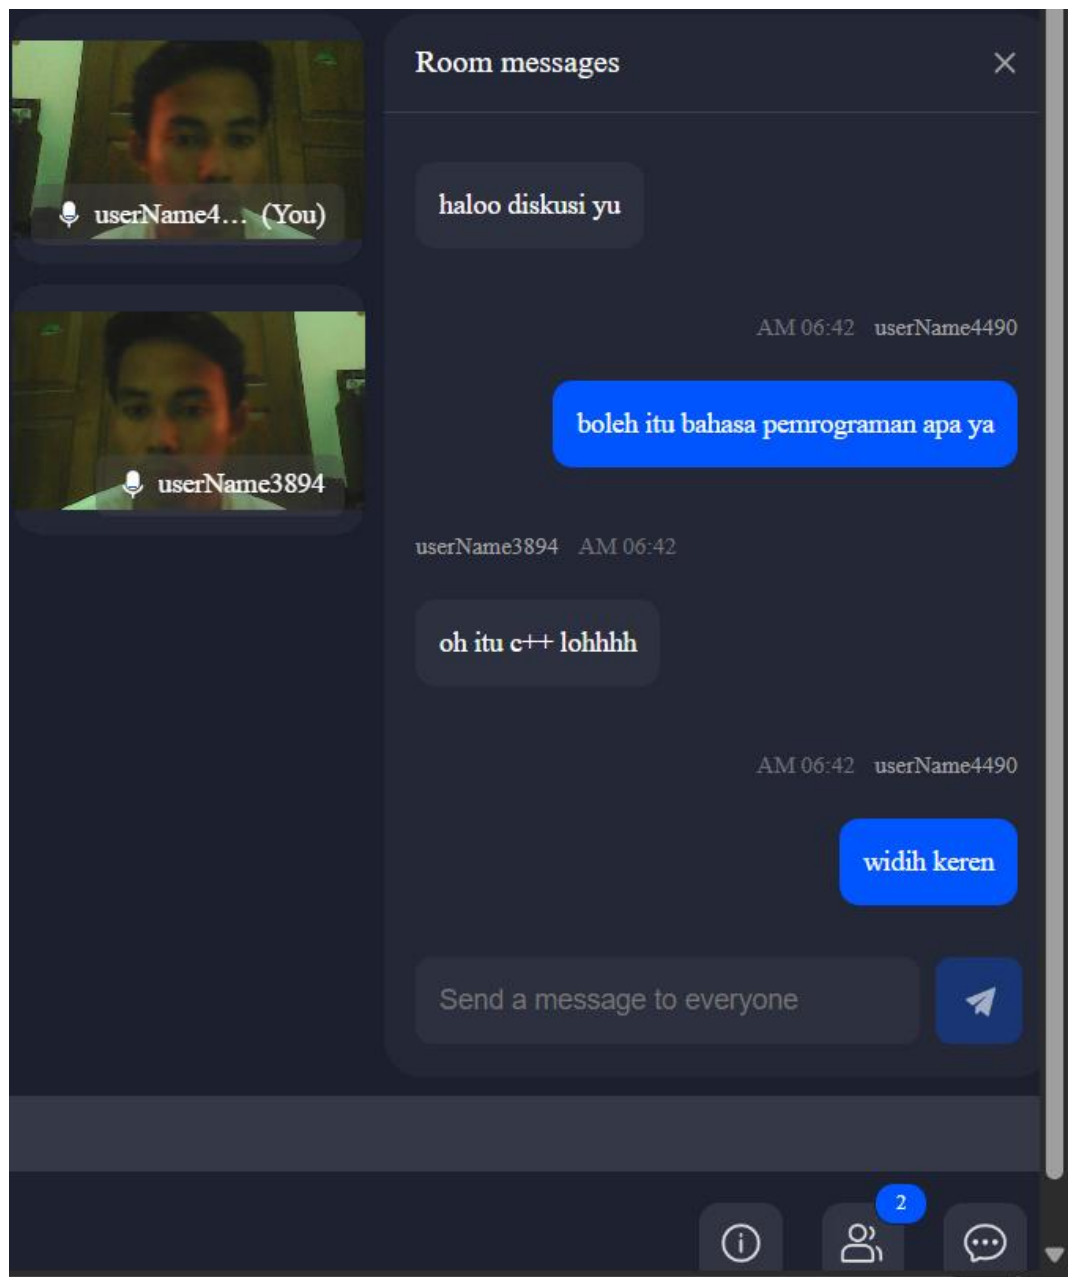 userName4... (You)
userName3894
Room messages
haloo diskusi yu
AM 06:42 userName4490
boleh itu bahasa pemrograman apa ya
userName3894 AM 06:42
oh itu c++ lohhhh
AM 06:42 userName4490
widih keren
Send a message to everyone
2